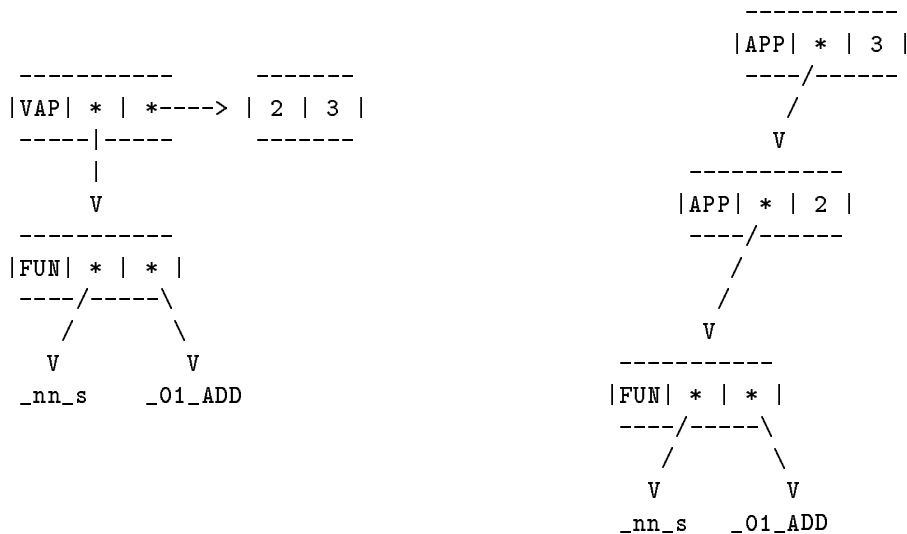 -----------
|APP| * | 3 |
-----------      -------      ----/------
|VAP| * | *----> | 2 | 3 |      /
-----|-----      -------      V
|      -----------
V      |APP| * | 2 |
-----------      ----/------
|FUN| * | * |      /
----/-----\      /
/      \      V
V      V      -----------
_nn_s      _01_ADD      |FUN| * | * |
----/-----\
/      \
V      V
_nn_s      _01_ADD